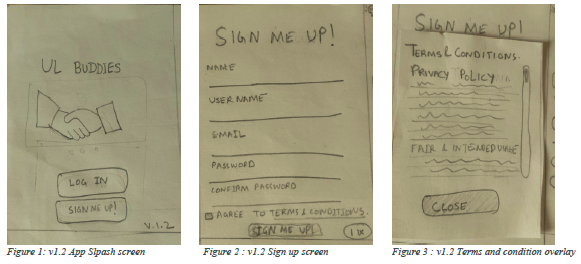 UL BUDDIES
LOG IN
SIGN ME UP!
V.1.2
Figure 1: v1.2 App Slpash screen
SIGN ME UP!
NAME
USER NAME
EMAIL
PASSWORD
CONFIRM PASSWORD
AGREE TO TERMS & CONDITIONS.
SIGN ME UP!
Figure 2 : v1.2 Sign up screen
SIGN ME UP!
TERMS & CONDITIONS.
PRIVACY POLICY
FAIR & INTENDED USAGE
CLOSE
Figure 3 : v1.2 Terms and condition overlay